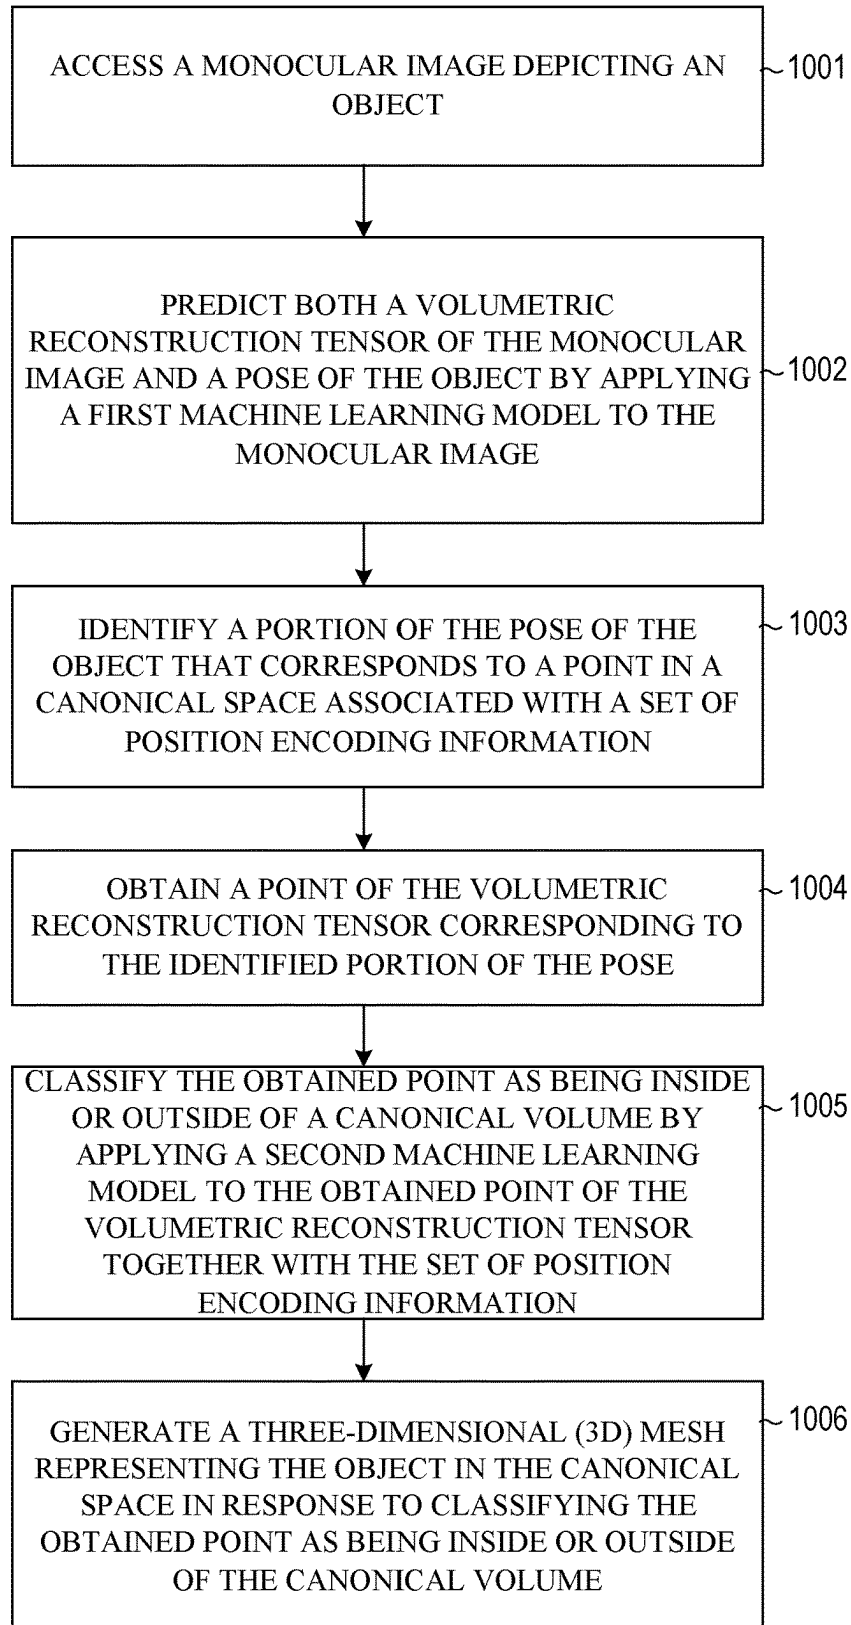 ACCESS A MONOCULAR IMAGE DEPICTING AN
OBJECT
1001
PREDICT BOTH A VOLUMETRIC
RECONSTRUCTION TENSOR OF THE MONOCULAR
IMAGE AND A POSE OF THE OBJECT BY APPLYING
A FIRST MACHINE LEARNING MODEL TO THE
MONOCULAR IMAGE
1002
IDENTIFY A PORTION OF THE POSE OF THE
OBJECT THAT CORRESPONDS TO A POINT IN A
CANONICAL SPACE ASSOCIATED WITH A SET OF
POSITION ENCODING INFORMATION
1003
OBTAIN A POINT OF THE VOLUMETRIC
RECONSTRUCTION TENSOR CORRESPONDING TO
THE IDENTIFIED PORTION OF THE POSE
1004
CLASSIFY THE OBTAINED POINT AS BEING INSIDE
OR OUTSIDE OF A CANONICAL VOLUME BY
APPLYING A SECOND MACHINE LEARNING
MODEL TO THE OBTAINED POINT OF THE
VOLUMETRIC RECONSTRUCTION TENSOR
TOGETHER WITH THE SET OF POSITION
ENCODING INFORMATION
1005
GENERATE A THREE-DIMENSIONAL (3D) MESH
REPRESENTING THE OBJECT IN THE CANONICAL
SPACE IN RESPONSE TO CLASSIFYING THE
OBTAINED POINT AS BEING INSIDE OR OUTSIDE
OF THE CANONICAL VOLUME
1006